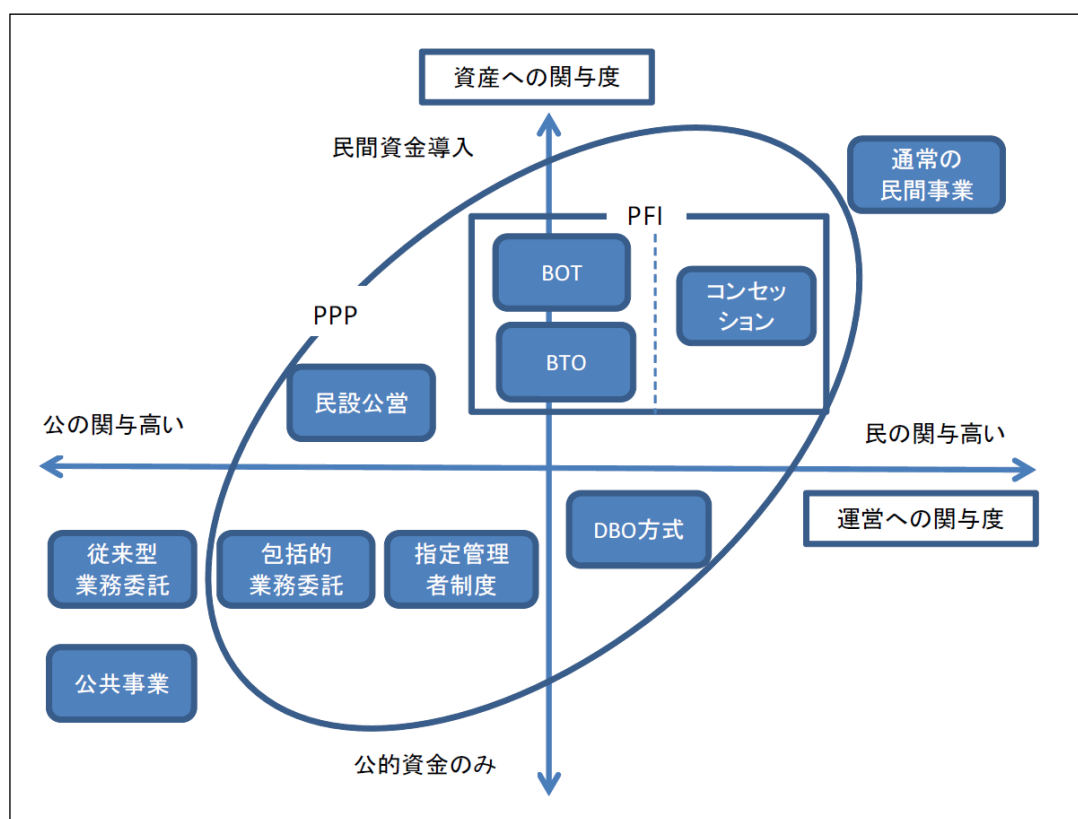 資産への関与度
民間資金導入
通常の
民間事業
PFI
BOT
コンセッ
ション
PPP
BTO
民設公営
公の関与高い
民の関与高い
運営への関与度
従来型
業務委託
包括的
業務委託
指定管理
者制度
DBO方式
公共事業
公的資金のみ